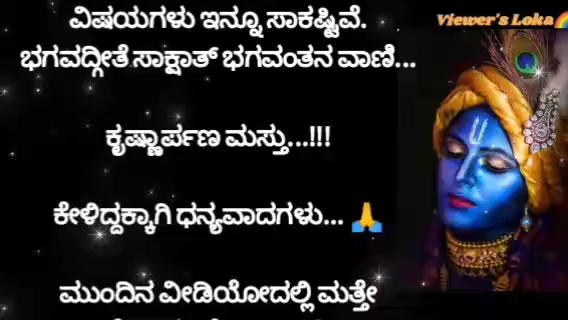 ವಿಷಯಗಳು ಇನ್ನೂ ಸಾಕಷ್ಟಿವೆ.
Viewer's Loka🌈
ಭಗವದ್ಗೀತೆ ಸಾಕ್ಷಾತ್ ಭಗವಂತನ ವಾಣಿ...
ಕೃಷ್ಣಾರ್ಪಣ ಮಸ್ತು...!!!
ಕೇಳಿದ್ದಕ್ಕಾಗಿ ಧನ್ಯವಾದಗಳು... 🙏
ಮುಂದಿನ ವೀಡಿಯೋದಲ್ಲಿ ಮತ್ತೇ